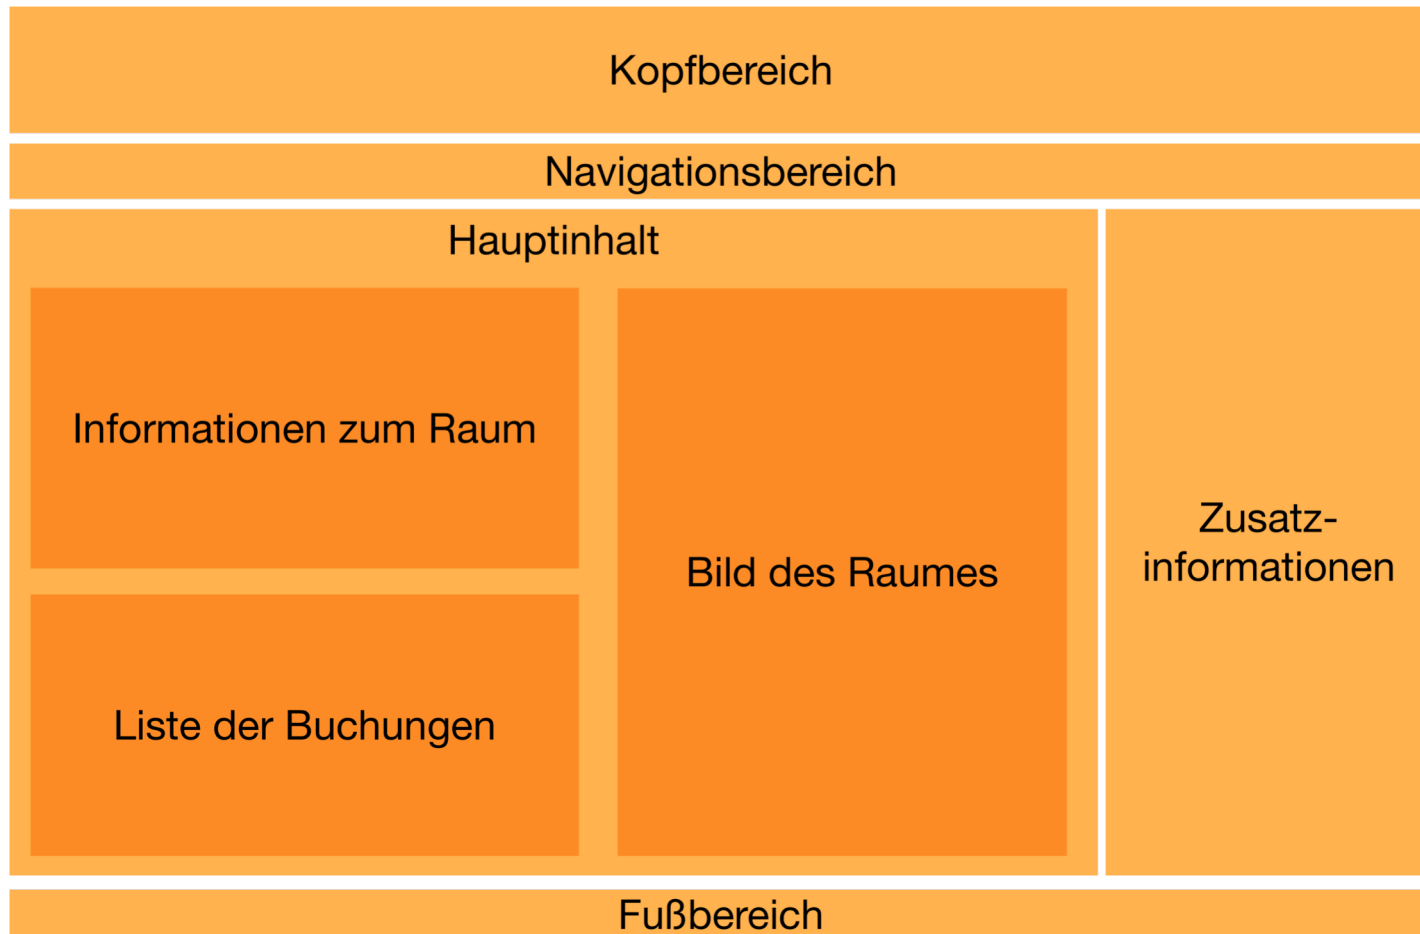 Kopfbereich
Navigationsbereich
Hauptinhalt
Informationen zum Raum
Liste der Buchungen
Bild des Raumes
Zusatz-
informationen
Fußbereich